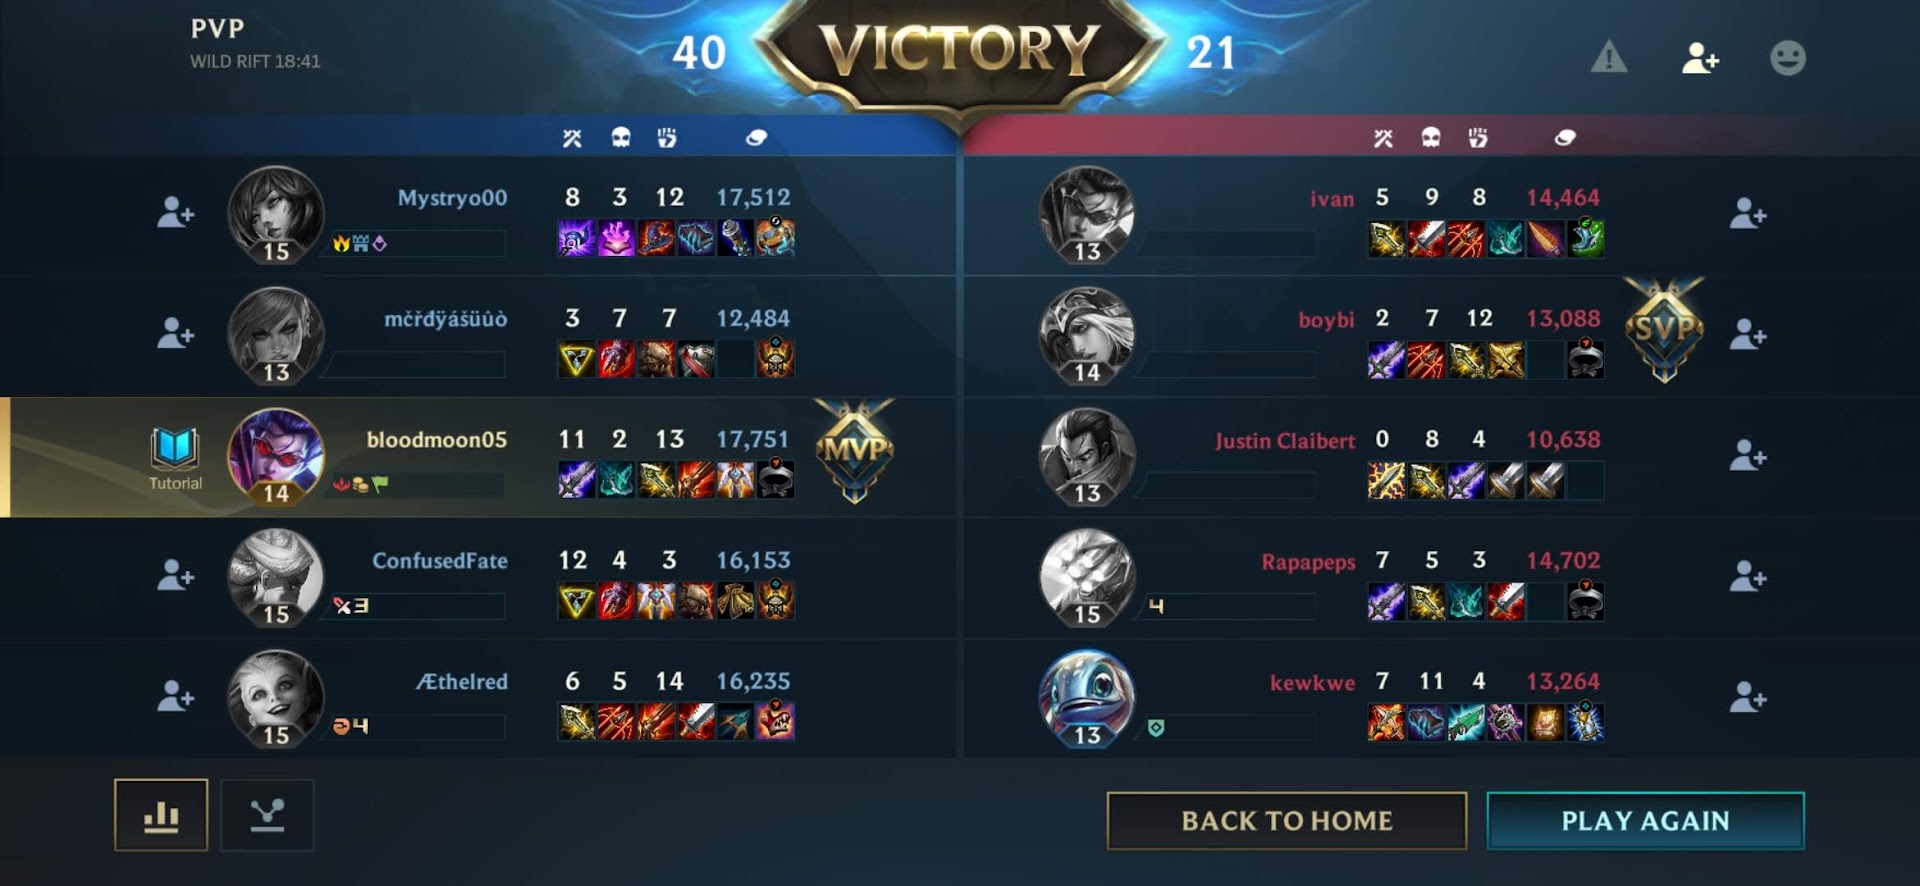 PVP
WILD RIFT 18:41
40 VICTORY 21
Mystryo00 8 3 12 17,512
15
ivan 5 9 8 14,464
13
mčřđÿášüûò 3 7 7 12,484
13
boybi 2 7 12 13,088 SVP
14
Tutorial bloodmoon05 11 2 13 17,751 MVP
14
Justin Claibert 0 8 4 10,638
13
ConfusedFate 12 4 3 16,153
15 3
Rapapeps 7 5 3 14,702
15 4
Æthelred 6 5 14 16,235
15 4
kewkwe 7 11 4 13,264
13
BACK TO HOME PLAY AGAIN